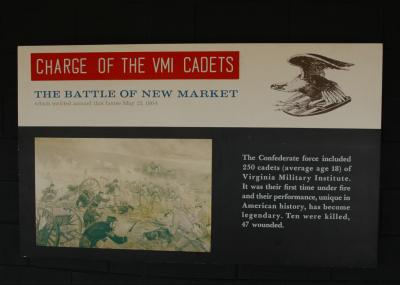 CHARGE OF THE VMI CADETS
THE BATTLE OF NEW MARKET
which swirled around this house May 15, 1864
The Confederate force included
250 cadets (average age 18) of
Virginia Military Institute.
It was their first time under fire
and their performance, unique in
American history, has become
legendary. Ten were killed,
47 wounded.